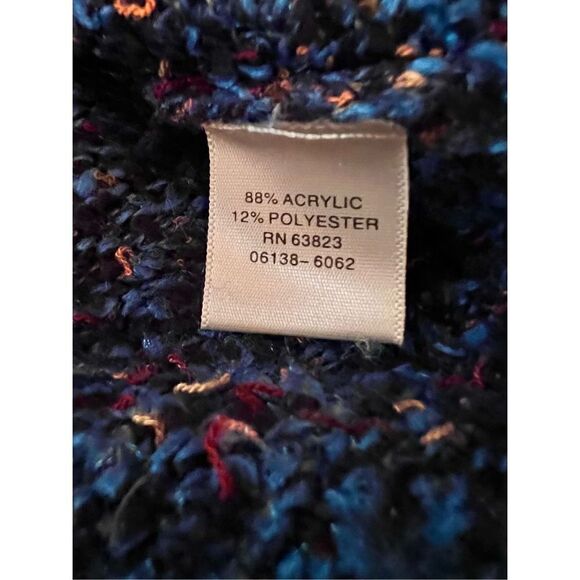 88% ACRYLIC
12% POLYESTER
RN 63823
06138-6062